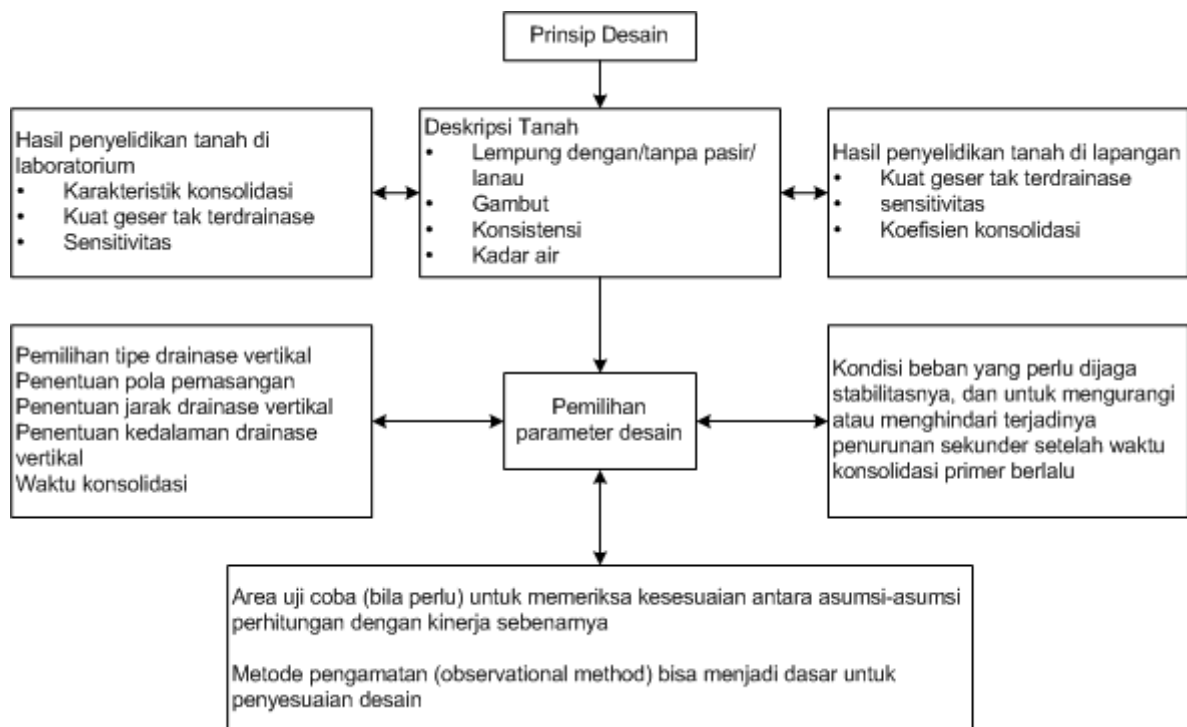 Prinsip Desain
Hasil penyelidikan tanah di
laboratorium
• Karakteristik konsolidasi
• Kuat geser tak terdrainase
• Sensitivitas
Deskripsi Tanah
• Lempung dengan/tanpa pasir/
lanau
• Gambut
• Konsistensi
• Kadar air
Hasil penyelidikan tanah di lapangan
• Kuat geser tak terdrainase
• sensitivitas
• Koefisien konsolidasi
Pemilihan tipe drainase vertikal
Penentuan pola pemasangan
Penentuan jarak drainase vertikal
Penentuan kedalaman drainase
vertikal
Waktu konsolidasi
Pemilihan
parameter desain
Kondisi beban yang perlu dijaga
stabilitasnya, dan untuk mengurangi
atau menghindari terjadinya
penurunan sekunder setelah waktu
konsolidasi primer berlalu
Area uji coba (bila perlu) untuk memeriksa kesesuaian antara asumsi-asumsi
perhitungan dengan kinerja sebenarnya
Metode pengamatan (observational method) bisa menjadi dasar untuk
penyesuaian desain